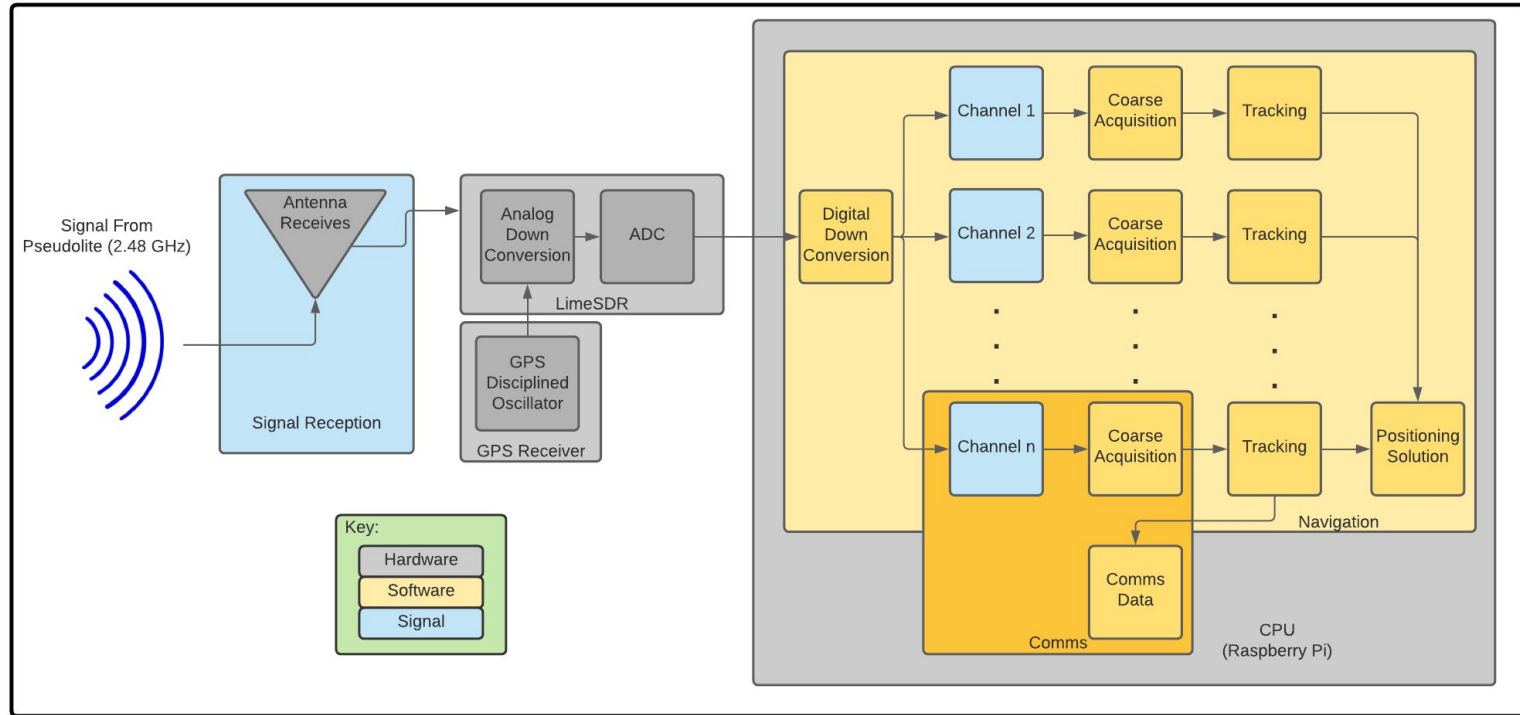 Signal From
Pseudolite (2.48 GHz)
Antenna
Receives
Signal Reception
Analog
Down
Conversion
ADC
LimeSDR
GPS
Disciplined
Oscillator
GPS Receiver
Key:
Hardware
Software
Signal
Digital
Down
Conversion
Channel 1
Coarse
Acquisition
Tracking
Channel 2
Coarse
Acquisition
Tracking
Channel n
Coarse
Acquisition
Tracking
Positioning
Solution
Navigation
Comms
Data
Comms
CPU
(Raspberry Pi)